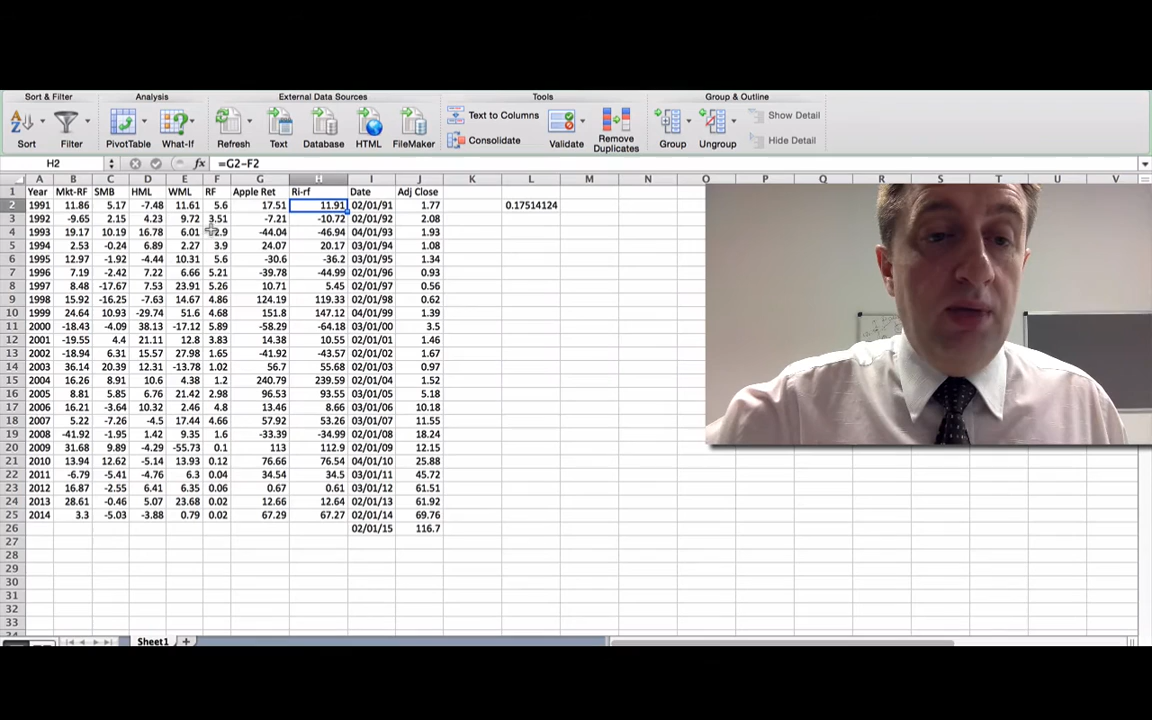 Sort & Filter Analysis External Data Sources Tools Group & Outline
Text to Columns Show Detail
Consolidate Hide Detail
Sort Filter PivotTable What-If Refresh Text Database HTML FileMaker Validate Remove Duplicates Group Ungroup
H2 fx =G2-F2
A B C D E F G H I J K L M N O P Q R S T U V
1 Year Mkt-RF SMB HML WML RF Apple Ret Ri-rf Date Adj Close
2 1991 11.86 5.17 -7.48 11.61 5.6 17.51 11.91 02/01/91 1.77 0.17514124
3 1992 -9.65 2.15 4.23 9.72 3.51 -7.21 -10.72 02/01/92 2.08
4 1993 19.17 10.19 16.78 6.01 2.9 -44.04 -46.94 04/01/93 1.93
5 1994 2.53 -0.24 6.89 2.27 3.9 24.07 20.17 03/01/94 1.08
6 1995 12.97 -1.92 -4.44 10.31 5.6 -30.6 -36.2 03/01/95 1.34
7 1996 7.19 -2.42 7.22 6.66 5.21 -39.78 -44.99 02/01/96 0.93
8 1997 8.48 -17.67 7.53 23.91 5.26 10.71 5.45 02/01/97 0.56
9 1998 15.92 -16.25 -7.63 14.67 4.86 124.19 119.33 02/01/98 0.62
10 1999 24.64 10.93 -29.74 51.6 4.68 151.8 147.12 04/01/99 1.39
11 2000 -18.43 -4.09 38.13 -17.12 5.89 -58.29 -64.18 03/01/00 3.5
12 2001 -19.55 4.4 21.11 12.8 3.83 14.38 10.55 02/01/01 1.46
13 2002 -18.94 6.31 15.57 27.98 1.65 -41.92 -43.57 02/01/02 1.67
14 2003 36.14 20.39 12.31 -13.78 1.02 56.7 55.68 02/01/03 0.97
15 2004 16.26 8.91 10.6 4.38 1.2 240.79 239.59 02/01/04 1.52
16 2005 8.81 5.85 6.76 21.42 2.98 96.53 93.55 03/01/05 5.18
17 2006 16.21 -3.64 10.32 2.46 4.8 13.46 8.66 03/01/06 10.18
18 2007 5.22 -7.26 -4.5 17.44 4.66 57.92 53.26 03/01/07 11.55
19 2008 -41.92 -1.95 1.42 9.35 1.6 -33.39 -34.99 02/01/08 18.24
20 2009 31.68 9.89 -4.29 -55.73 0.1 113 112.9 02/01/09 12.15
21 2010 13.94 12.62 -5.14 13.93 0.12 76.66 76.54 04/01/10 25.88
22 2011 -6.79 -5.41 -4.76 6.3 0.04 34.54 34.5 03/01/11 45.72
23 2012 16.87 -2.55 6.41 6.35 0.06 0.67 0.61 03/01/12 61.51
24 2013 28.61 -0.46 5.07 23.68 0.02 12.66 12.64 02/01/13 61.92
25 2014 3.3 -5.03 -3.88 0.79 0.02 67.29 67.27 02/01/14 69.76
26 02/01/15 116.7
27
28
29
30
31
32
33
Sheet1